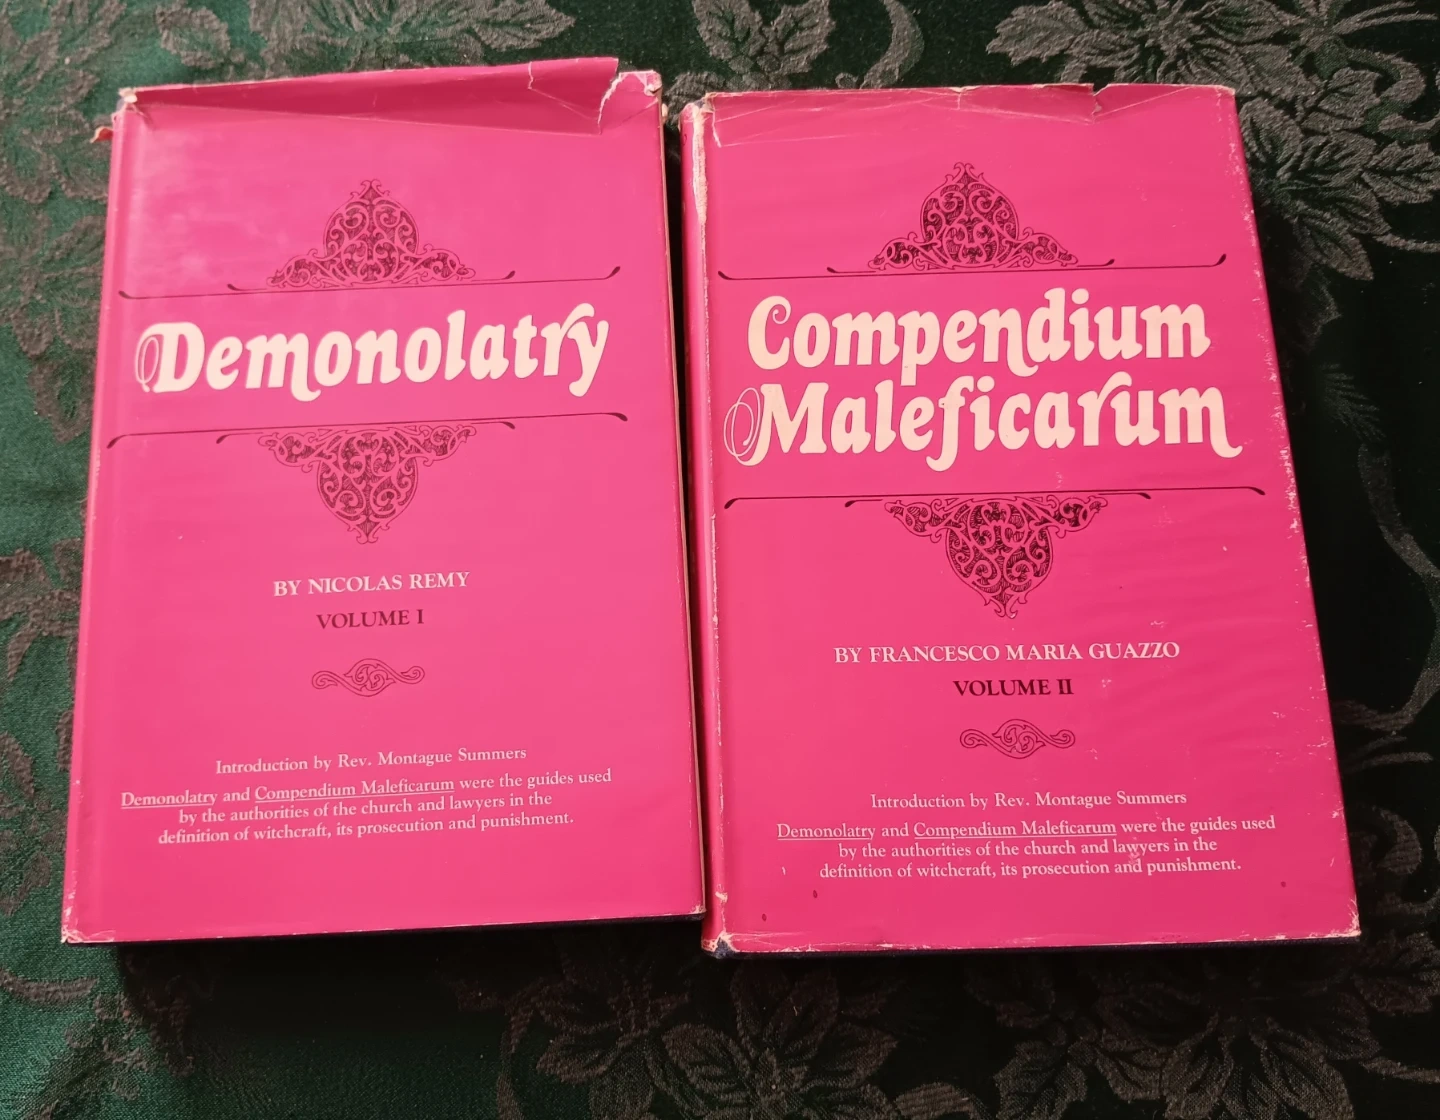 Demonolatry
BY NICOLAS REMY
VOLUME I
Introduction by Rev. Montague Summers
Demonolatry and Compendium Maleficarum were the guides used
by the authorities of the church and lawyers in the
definition of witchcraft, its prosecution and punishment.
Compendium
Maleficarum
BY FRANCESCO MARIA GUAZZO
VOLUME II
Introduction by Rev. Montague Summers
Demonolatry and Compendium Maleficarum were the guides used
by the authorities of the church and lawyers in the
definition of witchcraft, its prosecution and punishment.